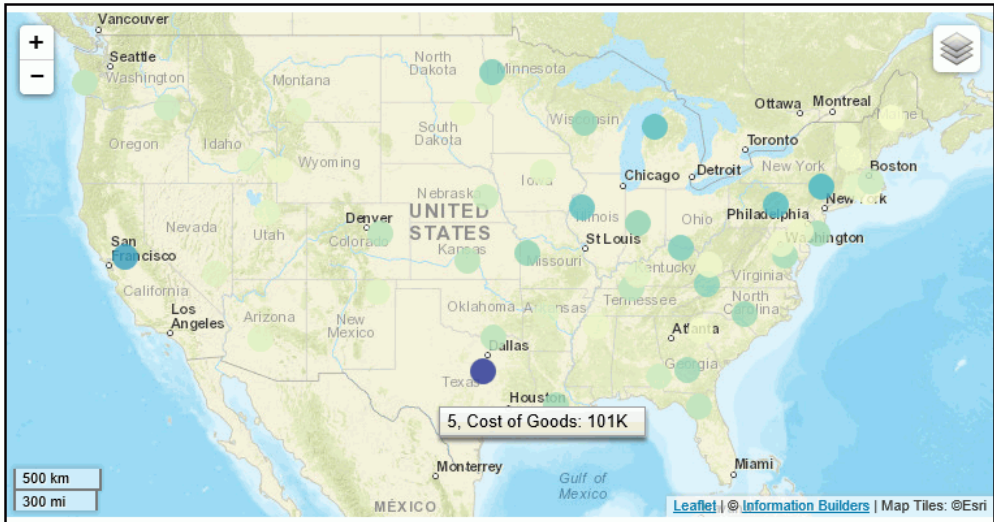 Vancouver
+
−
Seattle
Washington
Montana
North
Dakota
Minnesota
Ottawa
Montreal
Maine
Oregon
Idaho
South
Dakota
Wisconsin
Toronto
Wyoming
Iowa
Chicago
Detroit
New York
Boston
Nebraska
UNITED
STATES
Nevada
Utah
Denver
Colorado
Kansas
Illinois
Ohio
Philadelphia
New York
San
Francisco
St Louis
Missouri
Kentucky
Washington
Virginia
California
Los
Angeles
Arizona
New
Mexico
Oklahoma
Arkansas
Tennessee
North
Carolina
Atlanta
Dallas
Texas
Georgia
Houston
5, Cost of Goods: 101K
Monterrey
Miami
Gulf of
Mexico
MÉXICO
500 km
300 mi
Leaflet | © Information Builders | Map Tiles: ©Esri